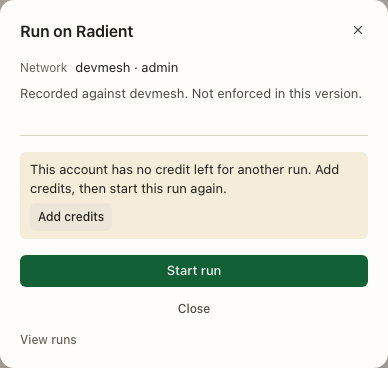 Run on Radient
Network devmesh · admin
Recorded against devmesh. Not enforced in this version.
This account has no credit left for another run. Add
credits, then start this run again.
Add credits
Start run
Close
View runs